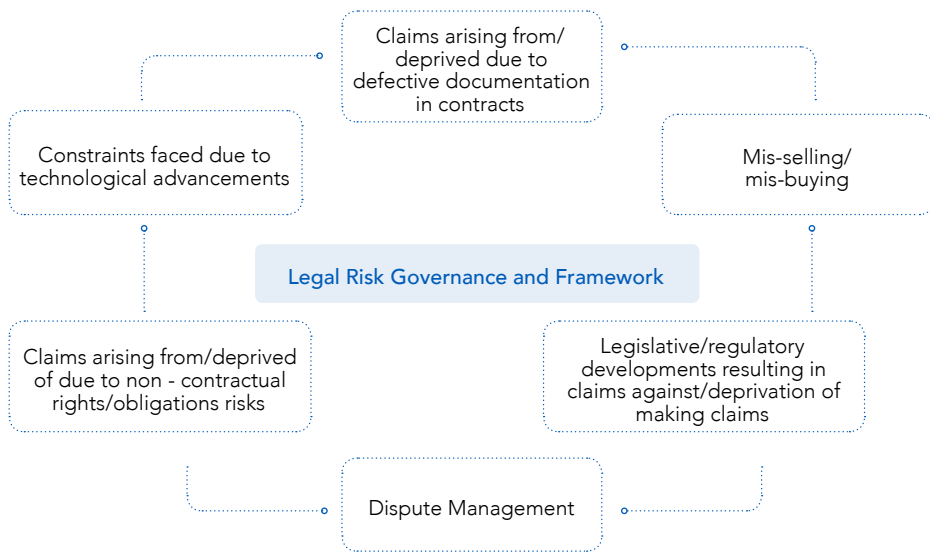 Claims arising from/
deprived due to
defective documentation
in contracts
Constraints faced due to
technological advancements
Mis-selling/
mis-buying
Legal Risk Governance and Framework
Claims arising from/deprived
of due to non - contractual
rights/obligations risks
Legislative/regulatory
developments resulting in
claims against/deprivation of
making claims
Dispute Management